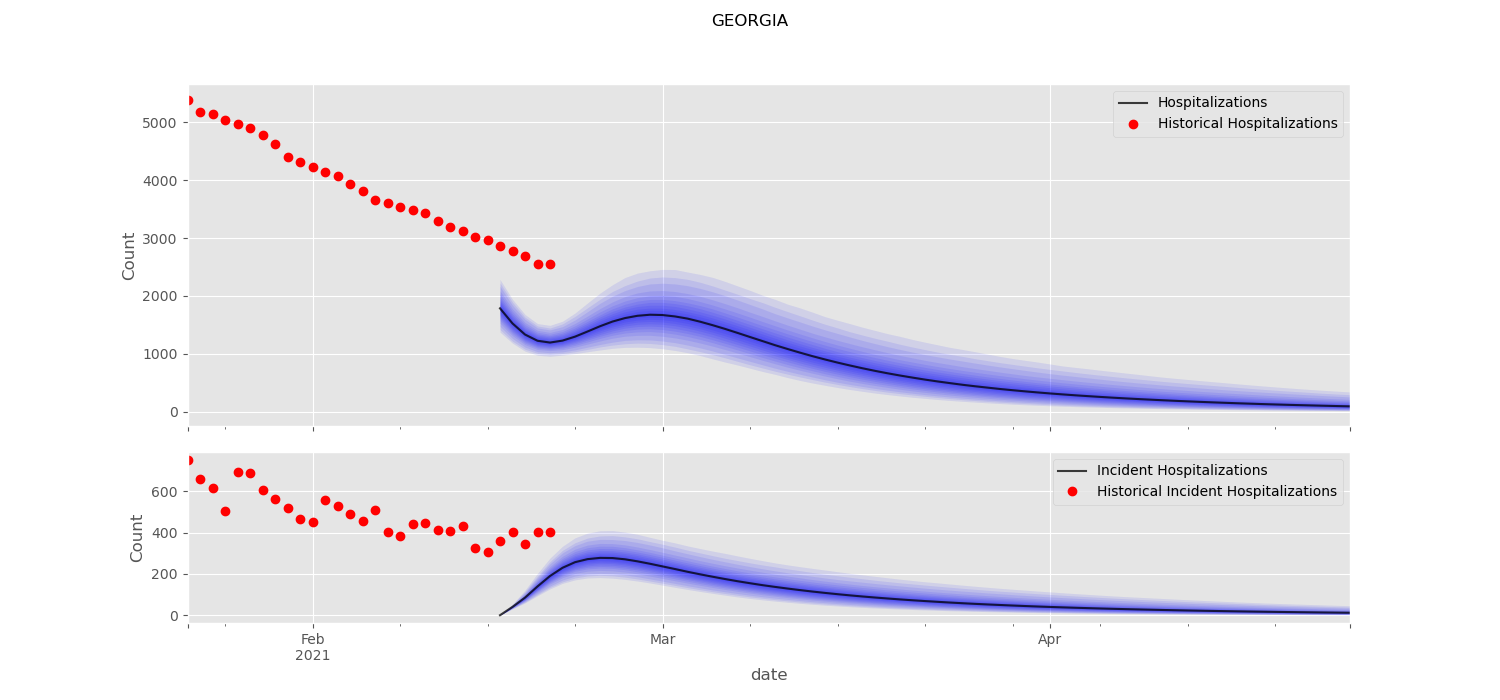 GEORGIA
Hospitalizations
Historical Hospitalizations
5000
4000
3000
2000
1000
0
Count
Incident Hospitalizations
Historical Incident Hospitalizations
600
400
200
0
Count
Feb
2021
Mar
Apr
date